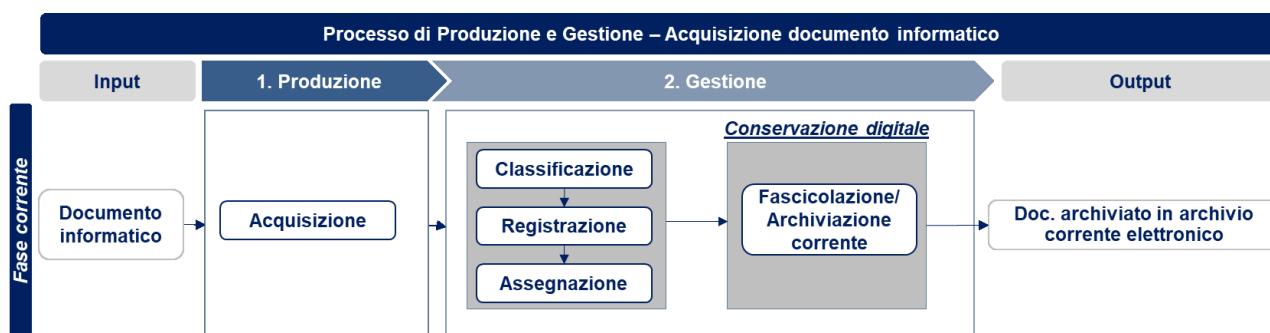 Processo di Produzione e Gestione – Acquisizione documento informatico
Input
1. Produzione
2. Gestione
Output
Fase corrente
Documento
informatico
Acquisizione
Classificazione
Registrazione
Assegnazione
Conservazione digitale
Fascicolazione/
Archiviazione
corrente
Doc. archiviato in archivio
corrente elettronico